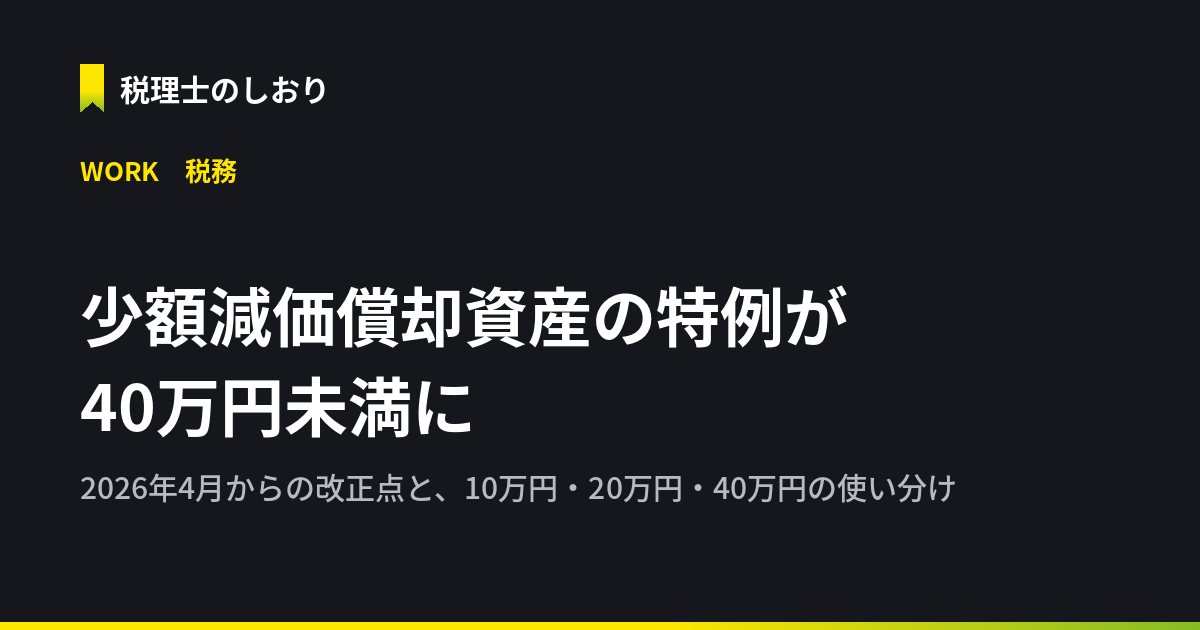 税理士のしおり
WORK　税務
少額減価償却資産の特例が
40万円未満に
2026年4月からの改正点と、10万円・20万円・40万円の使い分け